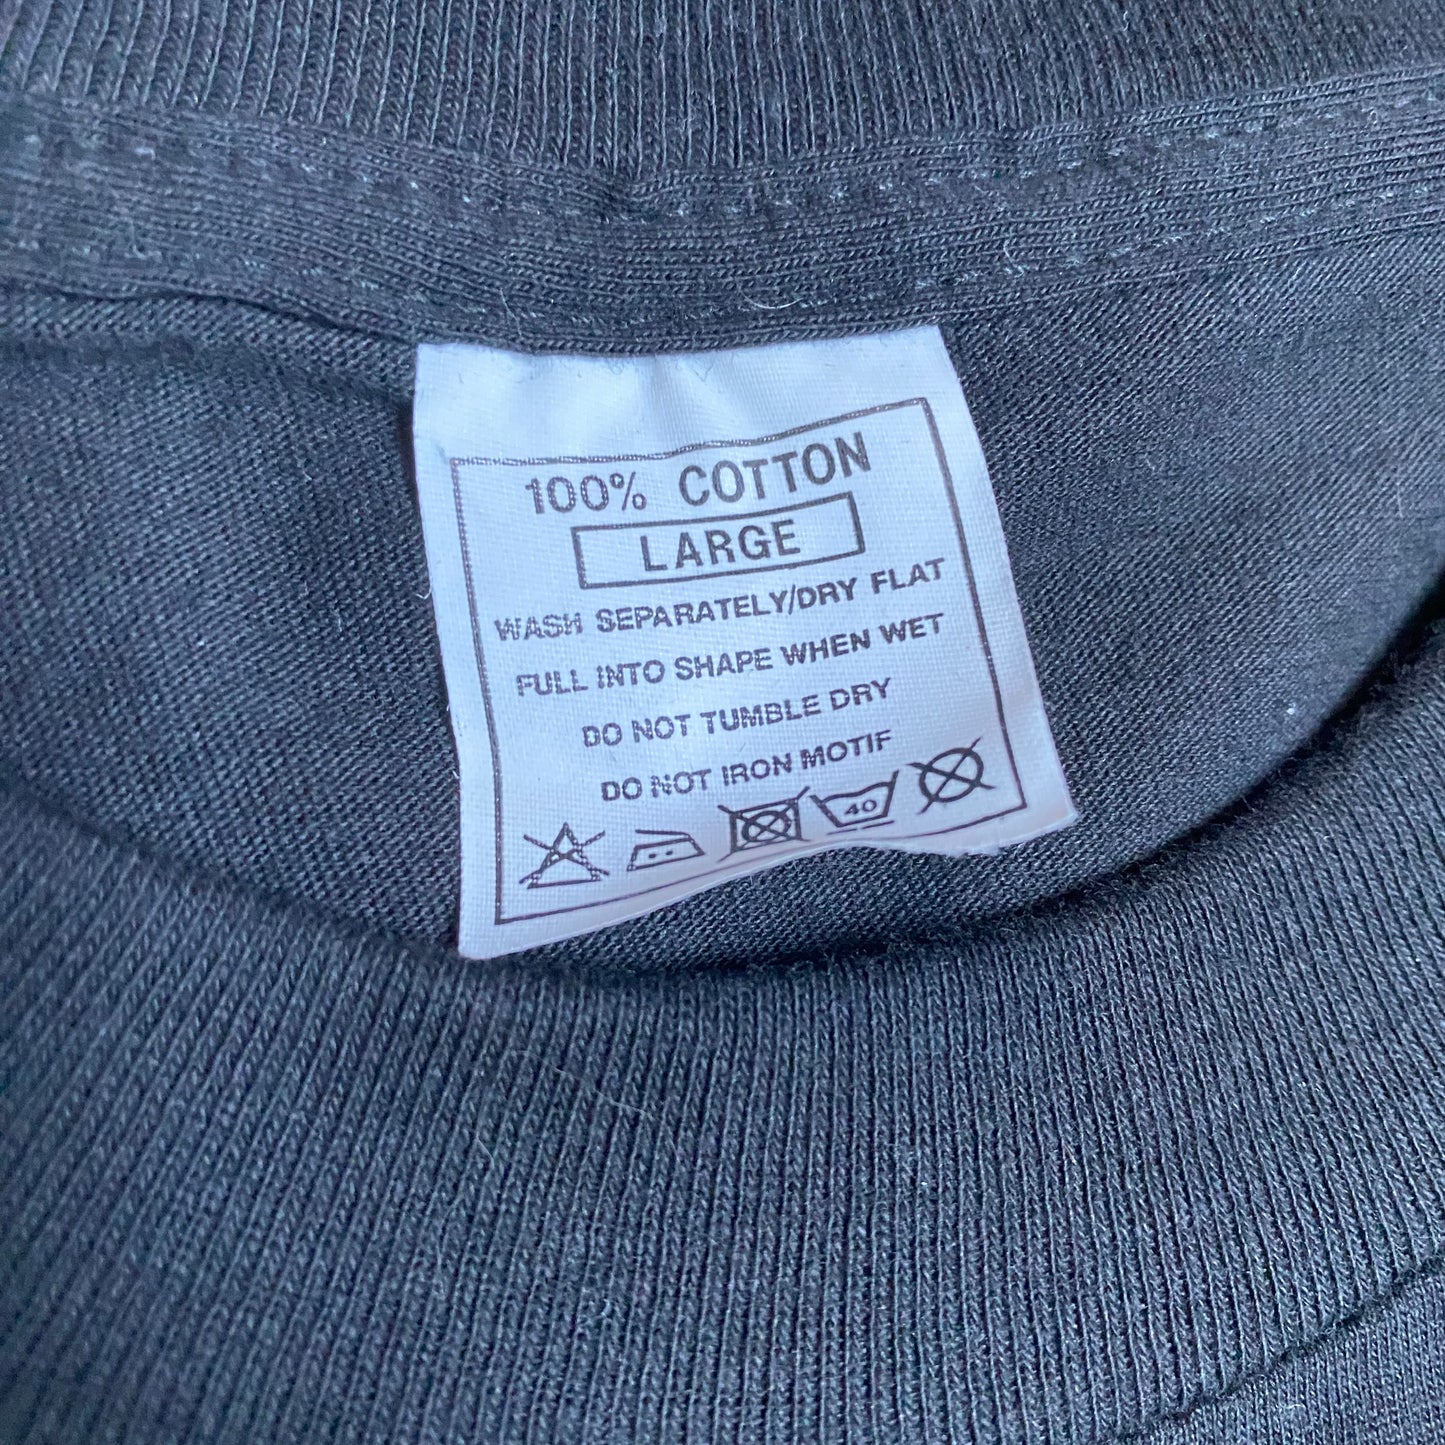 100% COTTON
LARGE
WASH SEPARATELY/DRY FLAT
PULL INTO SHAPE WHEN WET
DO NOT TUMBLE DRY
DO NOT IRON MOTIF
40